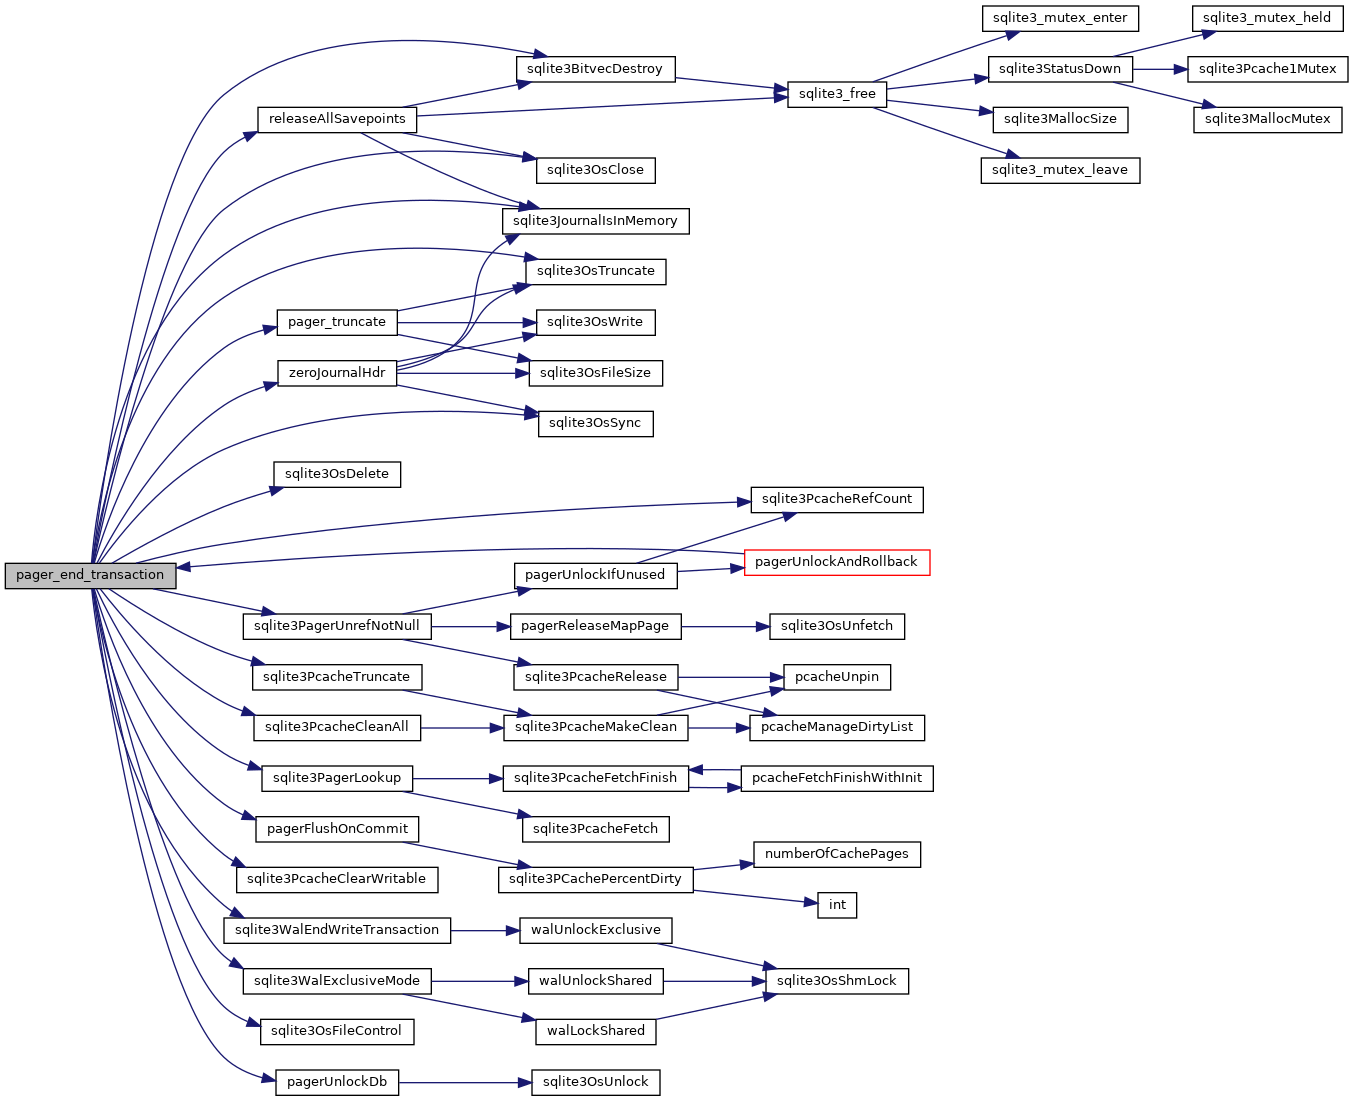 sqlite3_mutex_enter
sqlite3_mutex_held
sqlite3BitvecDestroy
sqlite3StatusDown
sqlite3Pcache1Mutex
sqlite3_free
releaseAllSavepoints
sqlite3MallocSize
sqlite3MallocMutex
sqlite3OsClose
sqlite3_mutex_leave
sqlite3JournalIsInMemory
sqlite3OsTruncate
pager_truncate
sqlite3OsWrite
zeroJournalHdr
sqlite3OsFileSize
sqlite3OsSync
sqlite3OsDelete
sqlite3PcacheRefCount
pagerUnlockAndRollback
pager_end_transaction
pagerUnlockIfUnused
sqlite3PagerUnrefNotNull
pagerReleaseMapPage
sqlite3OsUnfetch
sqlite3PcacheTruncate
sqlite3PcacheRelease
pcacheUnpin
sqlite3PcacheCleanAll
sqlite3PcacheMakeClean
pcacheManageDirtyList
sqlite3PagerLookup
sqlite3PcacheFetchFinish
pcacheFetchFinishWithInit
pagerFlushOnCommit
sqlite3PcacheFetch
numberOfCachePages
sqlite3PcacheClearWritable
sqlite3PCachePercentDirty
int
sqlite3WalEndWriteTransaction
walUnlockExclusive
sqlite3WalExclusiveMode
walUnlockShared
sqlite3OsShmLock
sqlite3OsFileControl
walLockShared
pagerUnlockDb
sqlite3OsUnlock